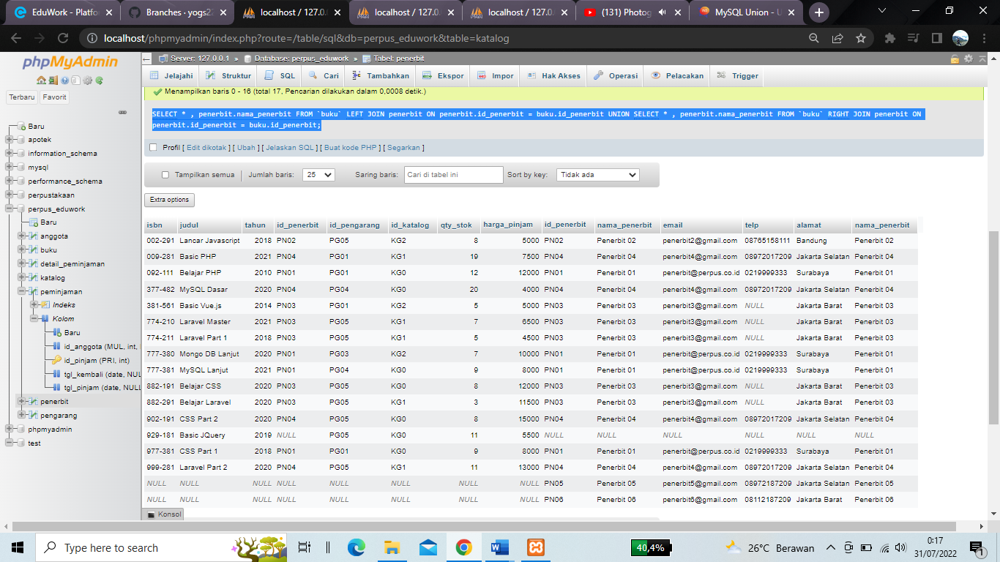 EduWork - Platfo
Branches · yogs22
localhost / 127.0.
localhost / 127.0.
localhost / 127.0.
(131) Photog
MySQL Union - U
localhost/phpmyadmin/index.php?route=/table/sql&db=perpus_eduwork&table=katalog
phpMyAdmin
Terbaru Favorit
Baru
apotek
information_schema
mysql
performance_schema
perpustakaan
perpus_eduwork
Baru
anggota
buku
detail_peminjaman
katalog
peminjaman
Indeks
Kolom
Baru
id_anggota (MUL, int,
id_pinjam (PRI, int)
tgl_kembali (date, NUL
tgl_pinjam (date, NULL
penerbit
pengarang
phpmyadmin
test
Server: 127.0.0.1 » Database: perpus_eduwork » Tabel: penerbit
Jelajahi Struktur SQL Cari Tambahkan Ekspor Impor Hak Akses Operasi Pelacakan Trigger
Menampilkan baris 0 - 16 (total 17, Pencarian dilakukan dalam 0,0008 detik.)
SELECT * , penerbit.nama_penerbit FROM `buku` LEFT JOIN penerbit ON penerbit.id_penerbit = buku.id_penerbit UNION SELECT * , penerbit.nama_penerbit FROM `buku` RIGHT JOIN penerbit ON
penerbit.id_penerbit = buku.id_penerbit;
Profil [ Edit dikotak ] [ Ubah ] [ Jelaskan SQL ] [ Buat kode PHP ] [ Segarkan ]
Tampilkan semua Jumlah baris: 25 Saring baris: Cari di tabel ini Sort by key: Tidak ada
Extra options
isbn judul tahun id_penerbit id_pengarang id_katalog qty_stok harga_pinjam id_penerbit nama_penerbit email telp alamat nama_penerbit
002-291 Lancar Javascript 2018 PN02 PG05 KG2 8 5000 PN02 Penerbit 02 penerbit2@gmail.com 08765158111 Bandung Penerbit 02
009-281 Basic PHP 2021 PN04 PG01 KG1 19 7500 PN04 Penerbit 04 penerbit4@gmail.com 08972017209 Jakarta Selatan Penerbit 04
092-111 Belajar PHP 2010 PN01 PG01 KG0 12 12000 PN01 Penerbit 01 penerbit@perpus.co.id 0219999333 Surabaya Penerbit 01
377-482 MySQL Dasar 2020 PN04 PG04 KG0 20 4000 PN04 Penerbit 04 penerbit4@gmail.com 08972017209 Jakarta Selatan Penerbit 04
381-561 Basic Vue.js 2014 PN03 PG01 KG2 5 5000 PN03 Penerbit 03 penerbit3@gmail.com NULL Jakarta Barat Penerbit 03
774-210 Laravel Master 2021 PN03 PG05 KG1 7 6500 PN03 Penerbit 03 penerbit3@gmail.com NULL Jakarta Barat Penerbit 03
774-211 Laravel Part 1 2018 PN03 PG05 KG1 5 4500 PN03 Penerbit 03 penerbit3@gmail.com NULL Jakarta Barat Penerbit 03
777-380 Mongo DB Lanjut 2020 PN01 PG03 KG2 7 10000 PN01 Penerbit 01 penerbit@perpus.co.id 0219999333 Surabaya Penerbit 01
777-381 MySQL Lanjut 2021 PN01 PG04 KG0 9 8000 PN01 Penerbit 01 penerbit@perpus.co.id 0219999333 Surabaya Penerbit 01
882-191 Belajar CSS 2020 PN03 PG05 KG0 8 12000 PN03 Penerbit 03 penerbit3@gmail.com NULL Jakarta Barat Penerbit 03
882-291 Belajar Laravel 2020 PN03 PG05 KG1 3 11500 PN03 Penerbit 03 penerbit3@gmail.com NULL Jakarta Barat Penerbit 03
902-191 CSS Part 2 2020 PN04 PG05 KG0 8 15000 PN04 Penerbit 04 penerbit4@gmail.com 08972017209 Jakarta Selatan Penerbit 04
929-181 Basic JQuery 2019 NULL PG05 KG0 11 5500 NULL NULL NULL NULL NULL NULL
977-381 CSS Part 1 2018 PN01 PG01 KG0 9 8000 PN01 Penerbit 01 penerbit@perpus.co.id 0219999333 Surabaya Penerbit 01
999-281 Laravel Part 2 2020 PN04 PG05 KG1 11 13000 PN04 Penerbit 04 penerbit4@gmail.com 08972017209 Jakarta Selatan Penerbit 04
NULL NULL NULL NULL NULL NULL NULL NULL PN05 Penerbit 05 penerbit5@gmail.com 08972187209 Jakarta Selatan Penerbit 05
NULL NULL NULL NULL NULL NULL NULL NULL PN06 Penerbit 06 penerbit6@gmail.com 08112187209 Jakarta Barat Penerbit 06
Konsol
Type here to search
40,4%
26°C Berawan
0:17
31/07/2022
1